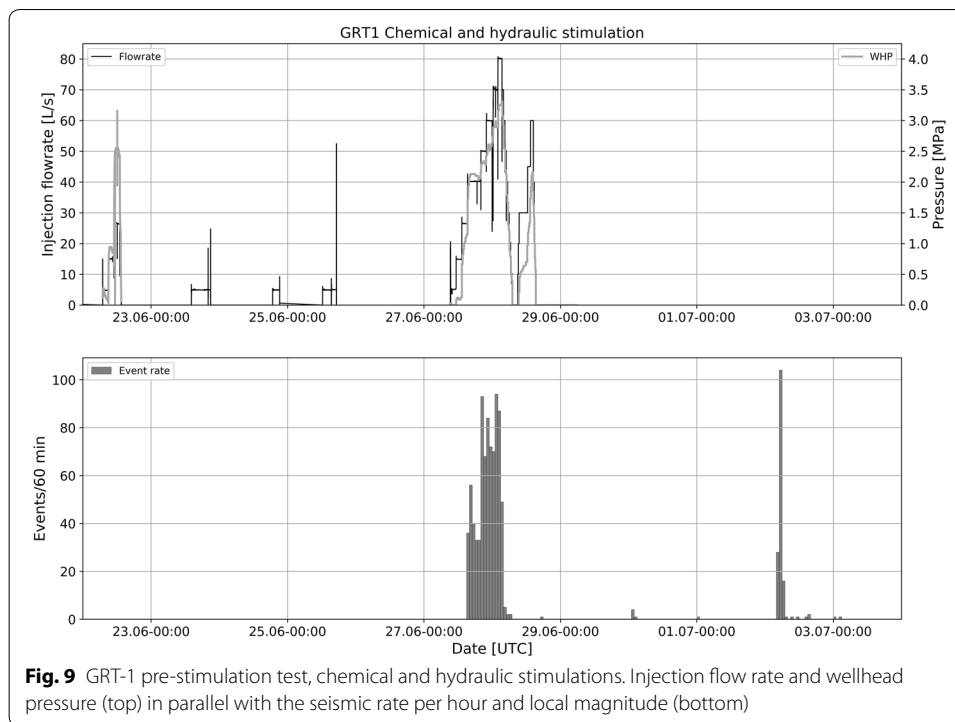 GRT1 Chemical and hydraulic stimulation
Flowrate
WHP
Injection flowrate [L/s]
80
70
60
50
40
30
20
10
0
4.0
3.5
3.0
2.5
2.0
1.5
1.0
0.5
0.0
Pressure [MPa]
23.06-00:00 25.06-00:00 27.06-00:00 29.06-00:00 01.07-00:00 03.07-00:00
Event rate
Events/60 min
100
80
60
40
20
0
23.06-00:00 25.06-00:00 27.06-00:00 29.06-00:00 01.07-00:00 03.07-00:00
Date [UTC]
Fig. 9 GRT-1 pre-stimulation test, chemical and hydraulic stimulations. Injection flow rate and wellhead
pressure (top) in parallel with the seismic rate per hour and local magnitude (bottom)